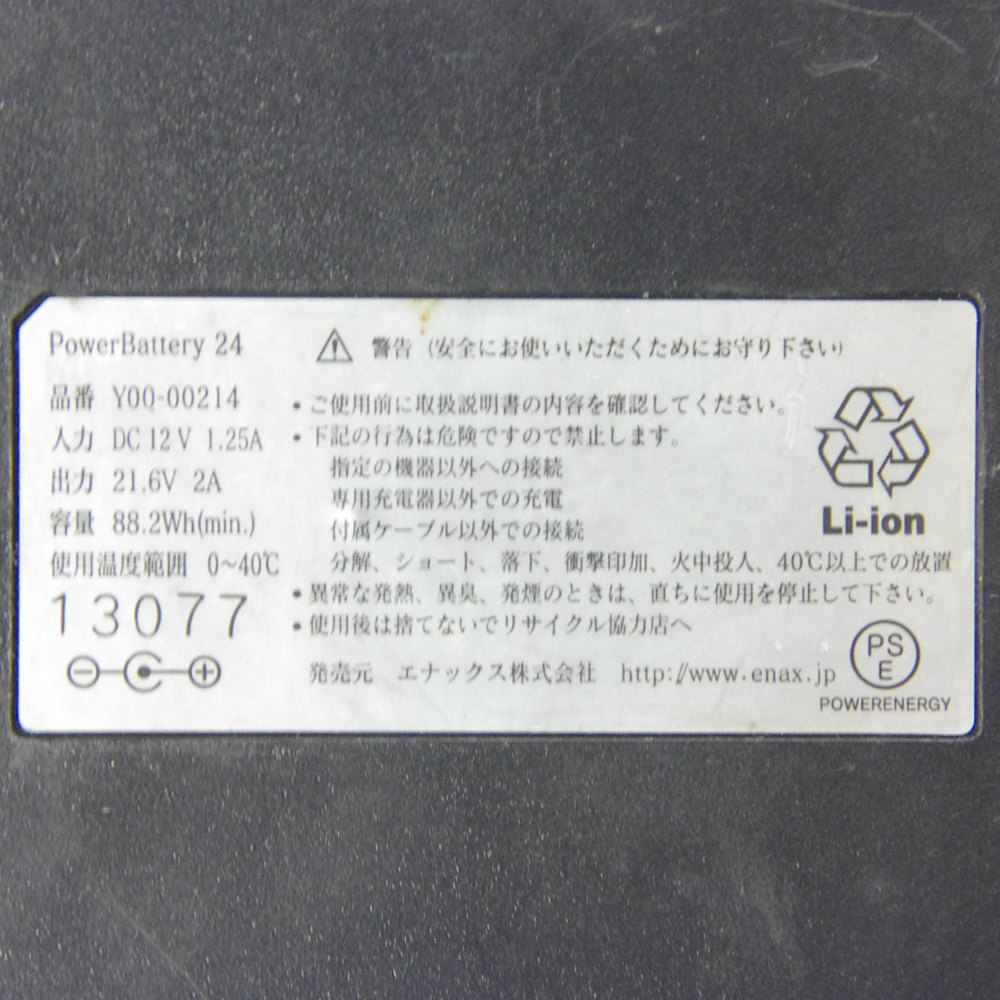 PowerBattery 24
品番 Y0Q-00214
入力 DC 12 V 1.25A
出力 21.6V 2A
容量 88.2Wh(min.)
使用温度範囲 0~40℃
13077
警告 (安全にお使いいただくためにお守り下さい)
・ご使用前に取扱説明書の内容を確認してください。
・下記の行為は危険ですので禁止します。
指定の機器以外への接続
専用充電器以外での充電
付属ケーブル以外での接続
分解、ショート、落下、衝撃印加、火中投入、40℃以上での放置
・異常な発熱、異臭、発煙のときは、直ちに使用を停止して下さい。
・使用後は捨てないでリサイクル協力店へ
発売元 エナックス株式会社 http://www.enax.jp
Li-ion
PS
E
POWERENERGY